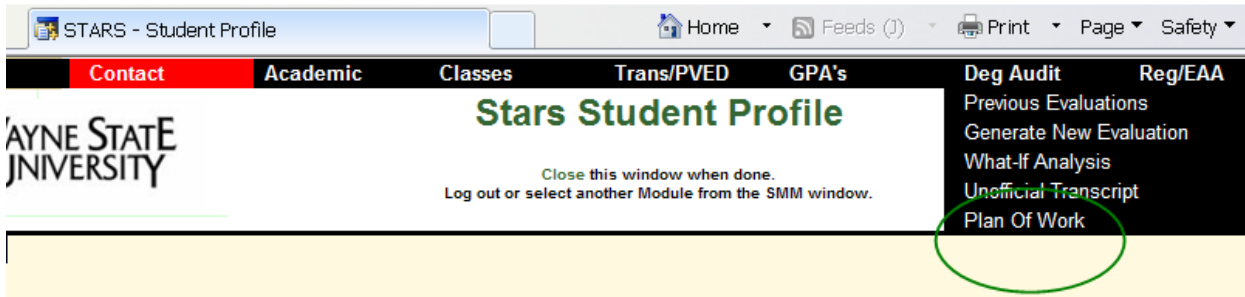 STARS - Student Profile
Home Feeds (J) Print Page Safety
Contact Academic Classes Trans/PVED GPA's Deg Audit Reg/EAA
Previous Evaluations
Generate New Evaluation
What-If Analysis
Unofficial Transcript
Plan Of Work
AYNE STATE
UNIVERSITY
Stars Student Profile
Close this window when done.
Log out or select another Module from the SMM window.